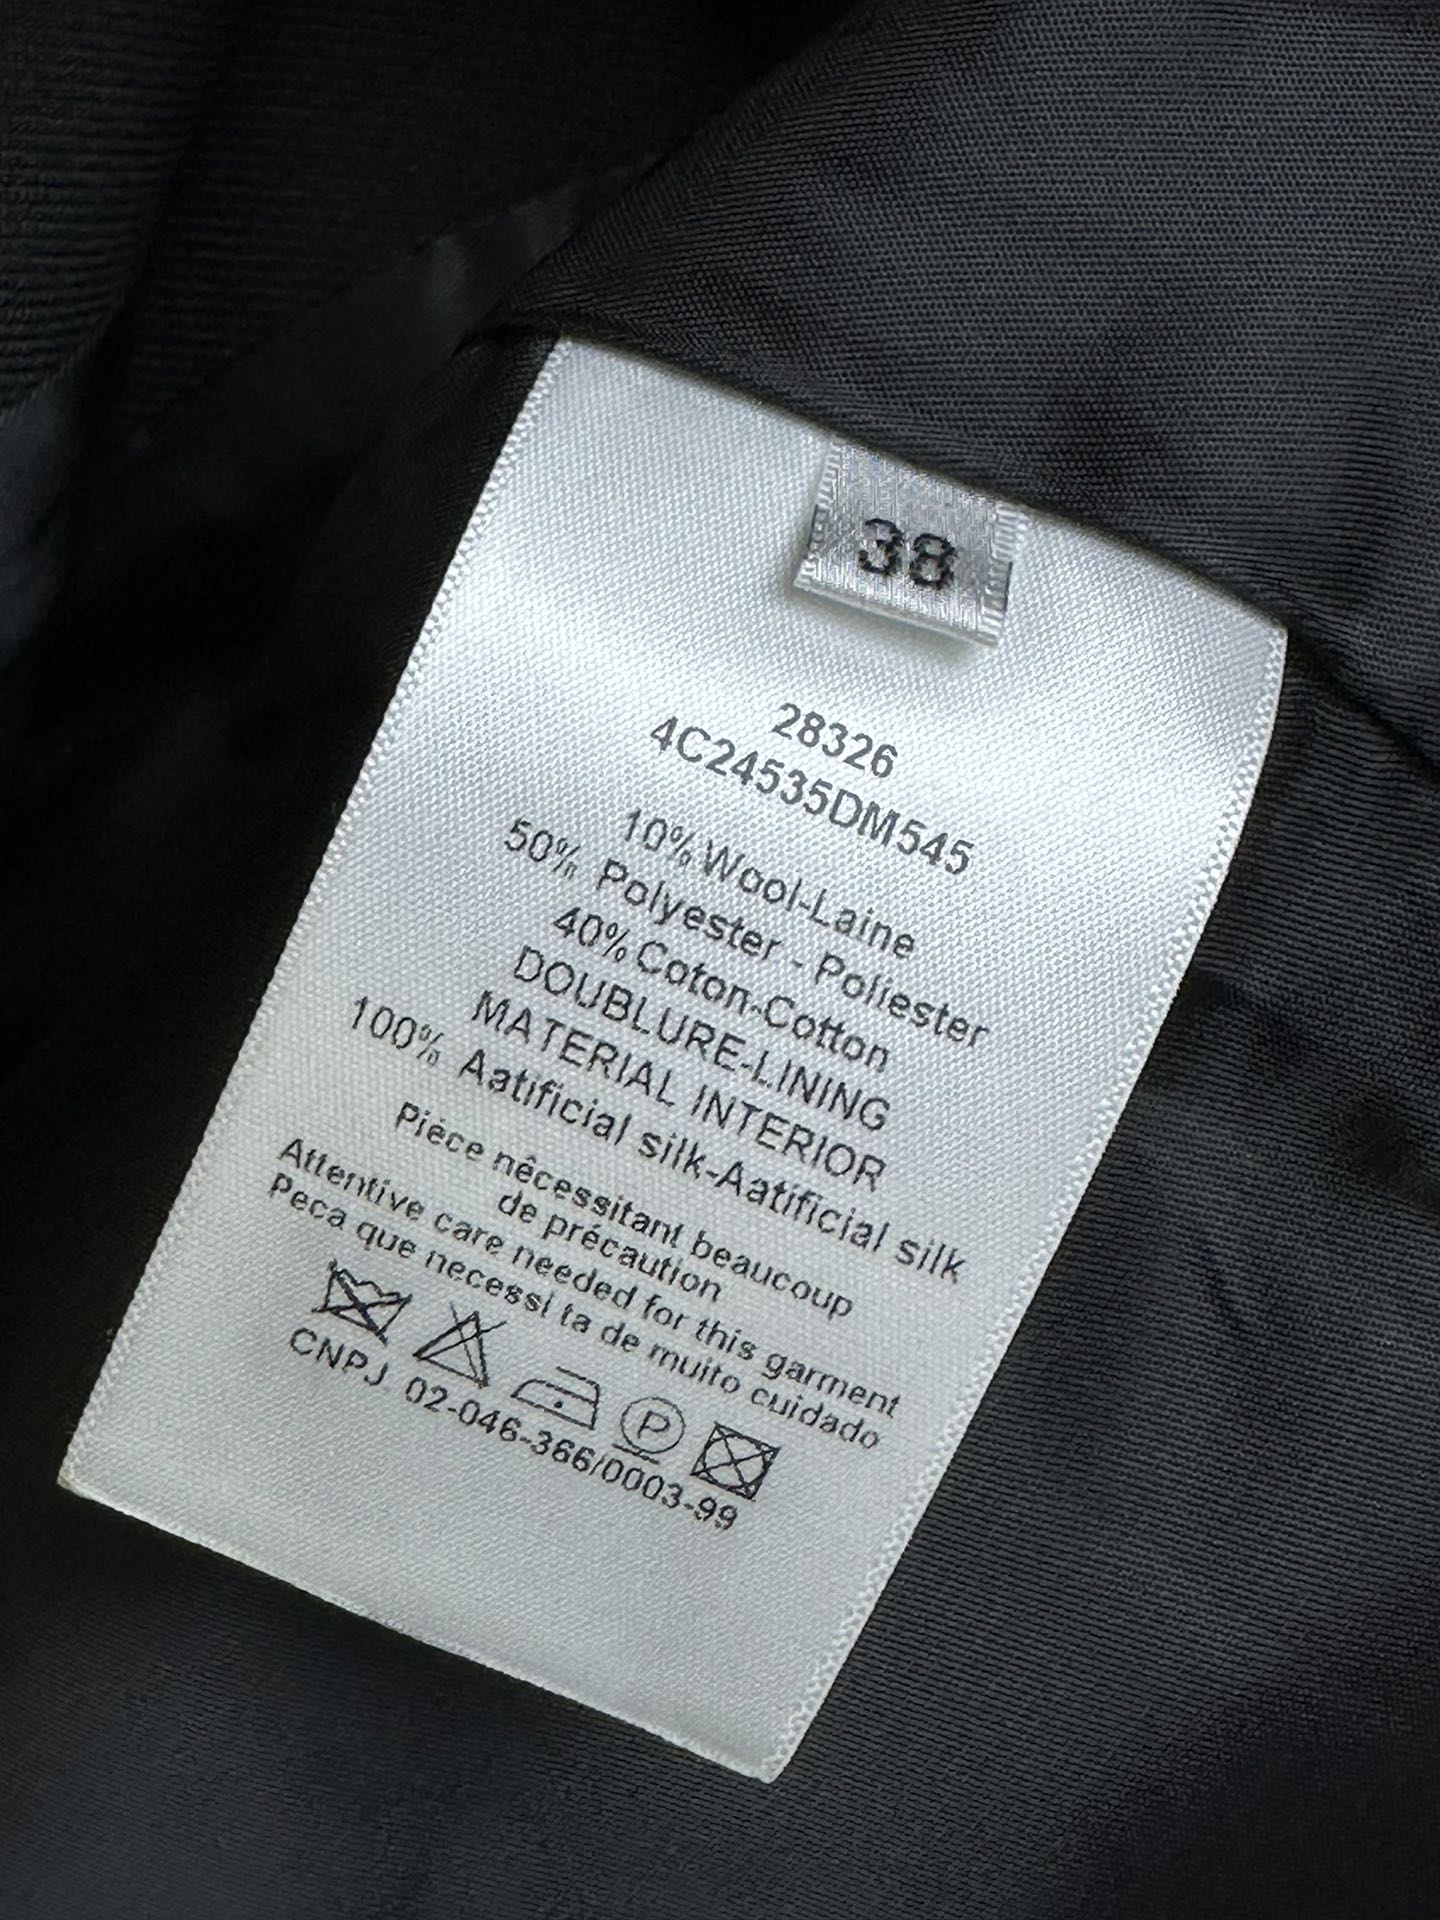 38
28326
4C24535DM545
10% Wool-Laine
50% Polyester - Poliester
40% Coton-Cotton
DOUBLURE-LINING
MATERIAL INTERIOR
100% Aatificial silk-Aatificial silk
Piéce nêcessitant beaucoup
de précaution
Attentive care needed for this garment
Peca que necessi ta de muito cuidado
P
CNPJ 02-046-366/0003-99